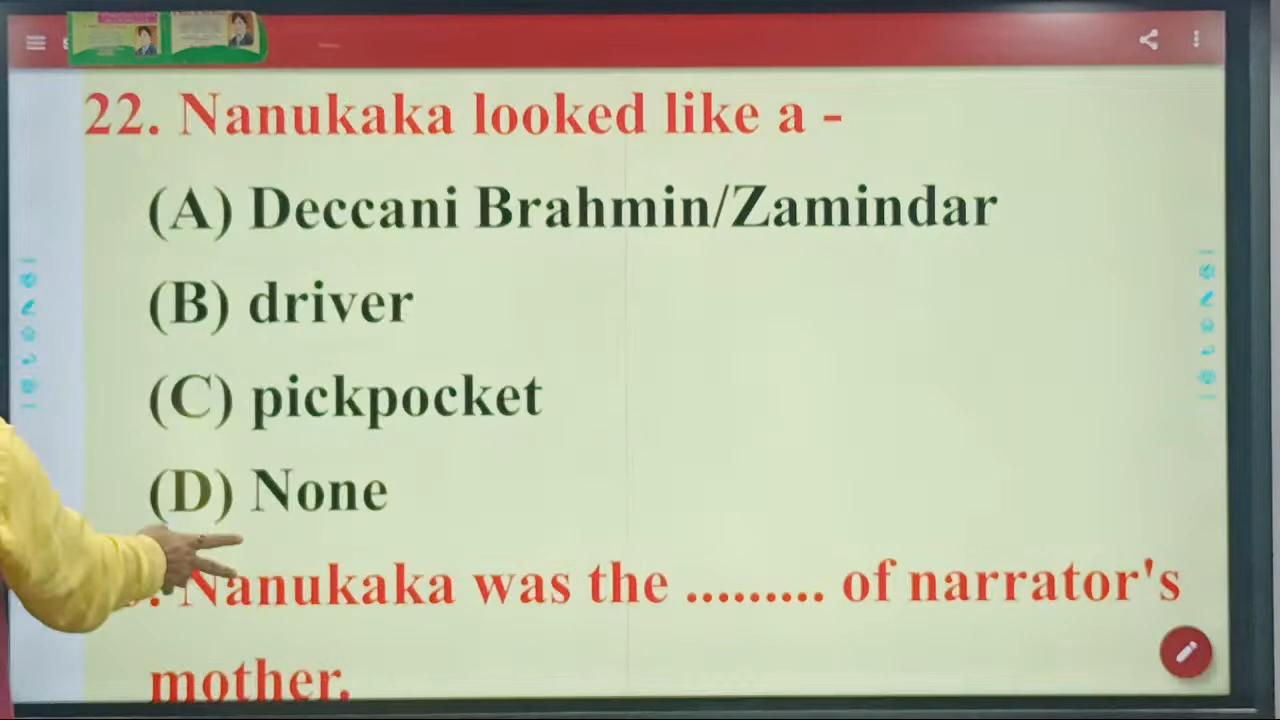 22. Nanukaka looked like a -
(A) Deccani Brahmin/Zamindar
(B) driver
(C) pickpocket
(D) None
Nanukaka was the ......... of narrator's
mother.